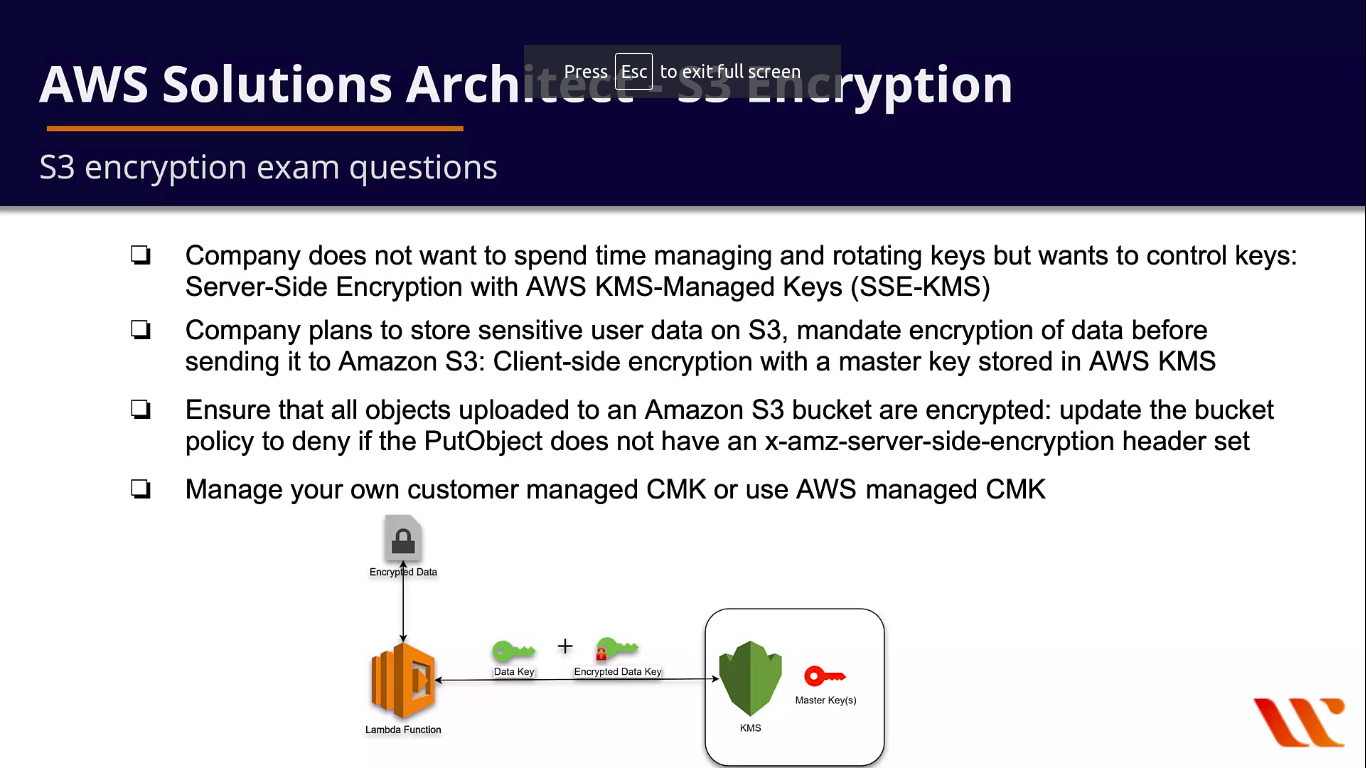 AWS Solutions Architect - S3 Encryption
Press Esc to exit full screen
S3 encryption exam questions
Company does not want to spend time managing and rotating keys but wants to control keys:
Server-Side Encryption with AWS KMS-Managed Keys (SSE-KMS)
Company plans to store sensitive user data on S3, mandate encryption of data before
sending it to Amazon S3: Client-side encryption with a master key stored in AWS KMS
Ensure that all objects uploaded to an Amazon S3 bucket are encrypted: update the bucket
policy to deny if the PutObject does not have an x-amz-server-side-encryption header set
Manage your own customer managed CMK or use AWS managed CMK
Encrypted Data
+
Data Key
Encrypted Data Key
Master Key(s)
Lambda Function
KMS